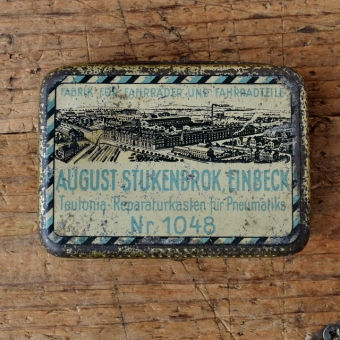 FABRIK FÜR FAHRRÄDER UND FAHRRADTEILE
AUGUST STUKENBROK, EINBECK
Teutonia-Reparaturkasten für Pneumatiks
Nr. 1048